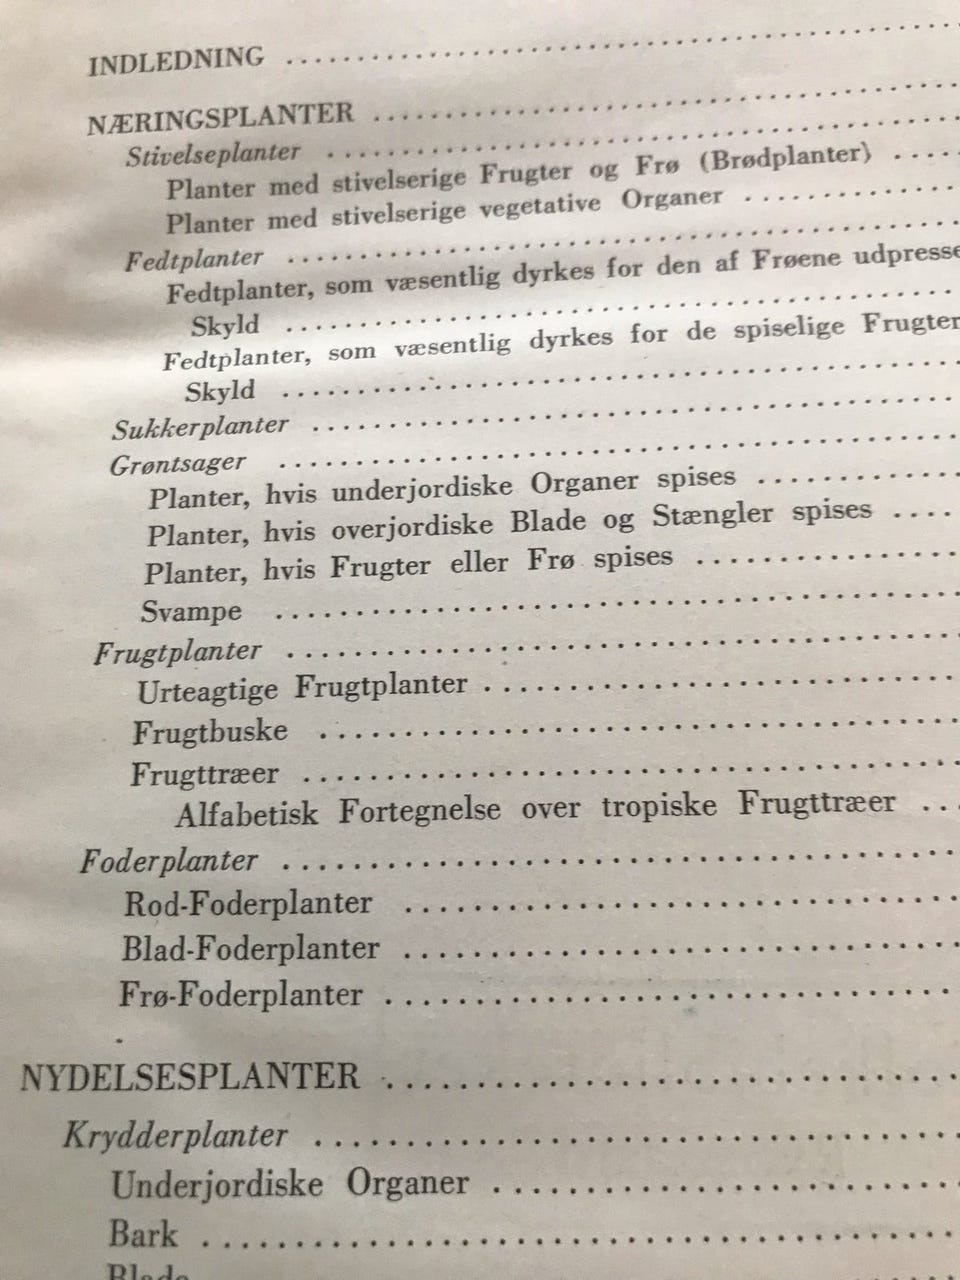 INDLEDNING
NÆRINGSPLANTER
Stivelseplanter
Planter med stivelserige Frugter og Frø (Brødplanter)
Planter med stivelserige vegetative Organer
Fedtplanter
Fedtplanter, som væsentlig dyrkes for den af Frøene udpresse
Skyld
Fedtplanter, som væsentlig dyrkes for de spiselige Frugter
Skyld
Sukkerplanter
Grøntsager
Planter, hvis underjordiske Organer spises
Planter, hvis overjordiske Blade og Stængler spises
Planter, hvis Frugter eller Frø spises
Svampe
Frugtplanter
Urteagtige Frugtplanter
Frugtbuske
Frugttræer
Alfabetisk Fortegnelse over tropiske Frugttræer
Foderplanter
Rod-Foderplanter
Blad-Foderplanter
Frø-Foderplanter
NYDELSESPLANTER
Krydderplanter
Underjordiske Organer
Bark
Blade